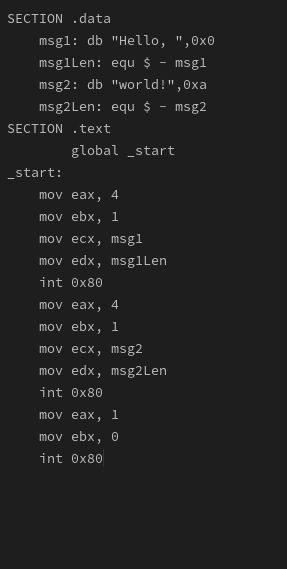 SECTION .data
    msg1: db "Hello, ",0x0
    msg1Len: equ $ - msg1
    msg2: db "world!",0xa
    msg2Len: equ $ - msg2
SECTION .text
        global _start
_start:
    mov eax, 4
    mov ebx, 1
    mov ecx, msg1
    mov edx, msg1Len
    int 0x80
    mov eax, 4
    mov ebx, 1
    mov ecx, msg2
    mov edx, msg2Len
    int 0x80
    mov eax, 1
    mov ebx, 0
    int 0x80